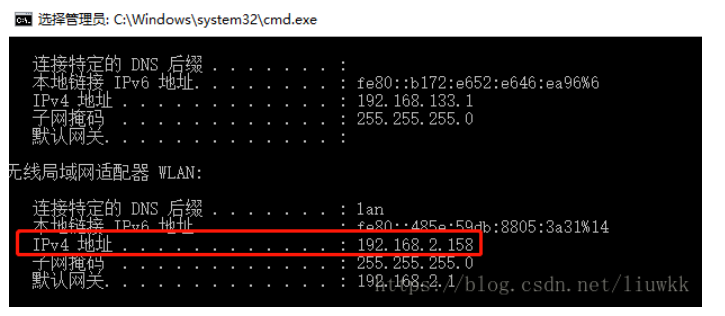 选择管理员: C:\Windows\system32\cmd.exe
连接特定的 DNS 后缀 . . . . . . . :
本地链接 IPv6 地址. . . . . . . . : fe80::b172:e652:e646:ea96%6
IPv4 地址 . . . . . . . . . . . . : 192.168.133.1
子网掩码 . . . . . . . . . . . . : 255.255.255.0
默认网关. . . . . . . . . . . . . :
无线局域网适配器 WLAN:
连接特定的 DNS 后缀 . . . . . . . : lan
本地链接 IPv6 地址. . . . . . . . : fe80::485e:59db:8805:3a31%14
IPv4 地址 . . . . . . . . . . . . : 192.168.2.158
子网掩码 . . . . . . . . . . . . : 255.255.255.0
默认网关. . . . . . . . . . . . . : 192.168.2.1
https://blog.csdn.net/liuwkk